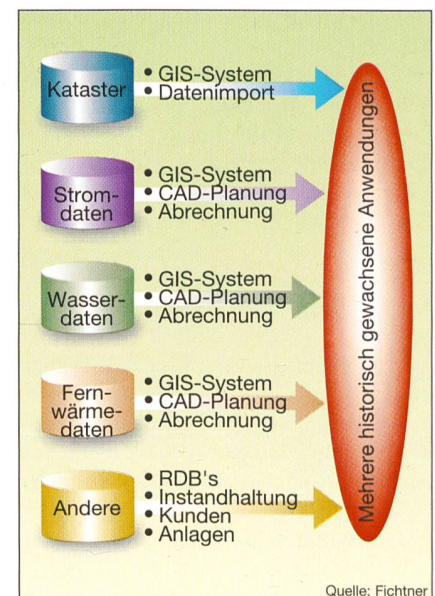 Kataster
• GIS-System
• Datenimport
Strom-
daten
• GIS-System
• CAD-Planung
• Abrechnung
Wasser-
daten
• GIS-System
• CAD-Planung
• Abrechnung
Fern-
wärme-
daten
• GIS-System
• CAD-Planung
• Abrechnung
Andere
• RDB's
• Instandhaltung
• Kunden
• Anlagen
Mehrere historisch gewachsene Anwendungen
Quelle: Fichtner